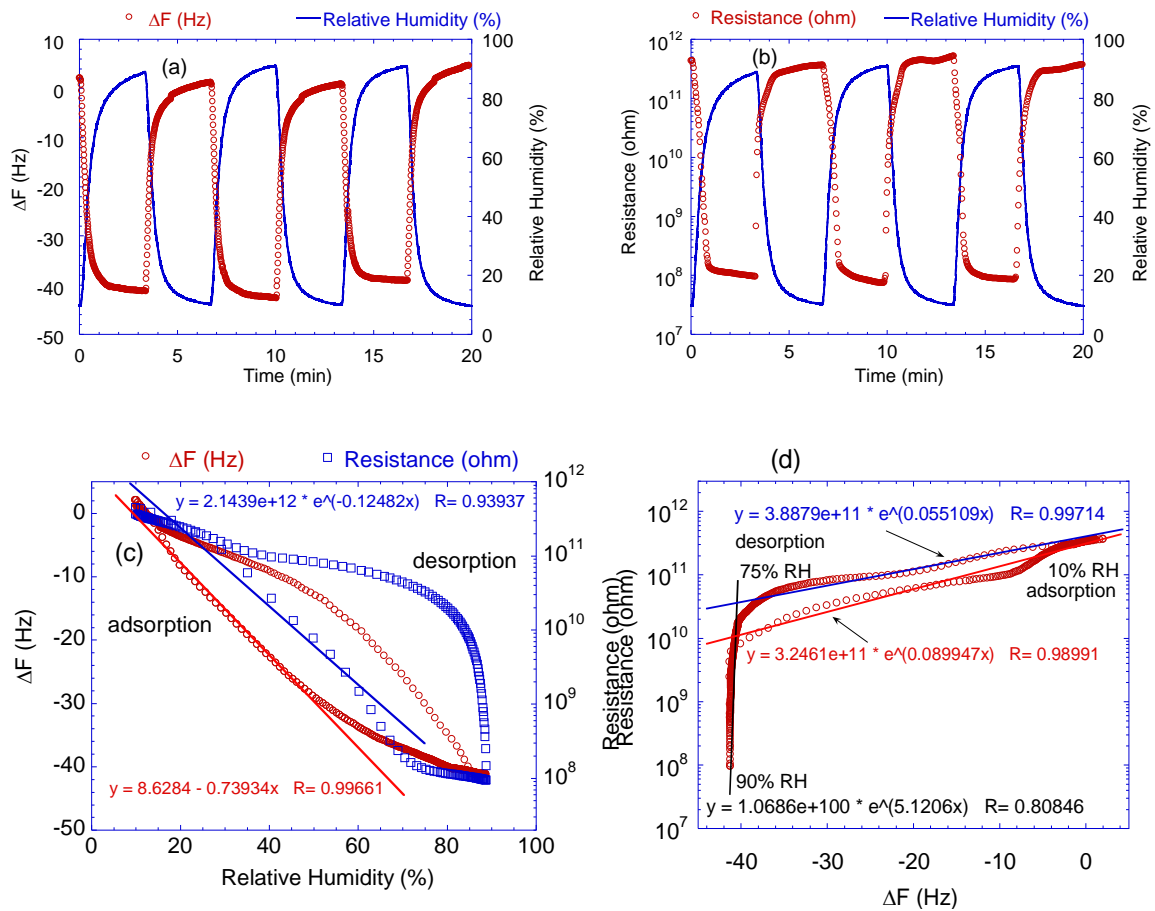 ΔF (Hz) Relative Humidity (%)
10
0
-10
-20
-30
-40
-50
ΔF (Hz)
(a)
100
80
60
40
20
0
Relative Humidity (%)
0 5 10 15 20
Time (min)
Resistance (ohm) Relative Humidity (%)
10^12
10^11
10^10
10^9
10^8
10^7
Resistance (ohm)
(b)
100
80
60
40
20
0
Relative Humidity (%)
0 5 10 15 20
Time (min)
ΔF (Hz) Resistance (ohm)
y = 2.1439e+12 * e^(-0.12482x) R= 0.93937
0
-10
-20
-30
-40
-50
ΔF (Hz)
(c)
desorption
adsorption
y = 8.6284 - 0.73934x R= 0.99661
10^12
10^11
10^10
10^9
10^8
0 20 40 60 80 100
Relative Humidity (%)
(d)
y = 3.8879e+11 * e^(0.055109x) R= 0.99714
desorption
75% RH
10% RH
adsorption
y = 3.2461e+11 * e^(0.089947x) R= 0.98991
90% RH
y = 1.0686e+100 * e^(5.1206x) R= 0.80846
10^12
10^11
10^10
10^9
10^8
10^7
Resistance (ohm)
Resistance (ohm)
-40 -30 -20 -10 0
ΔF (Hz)